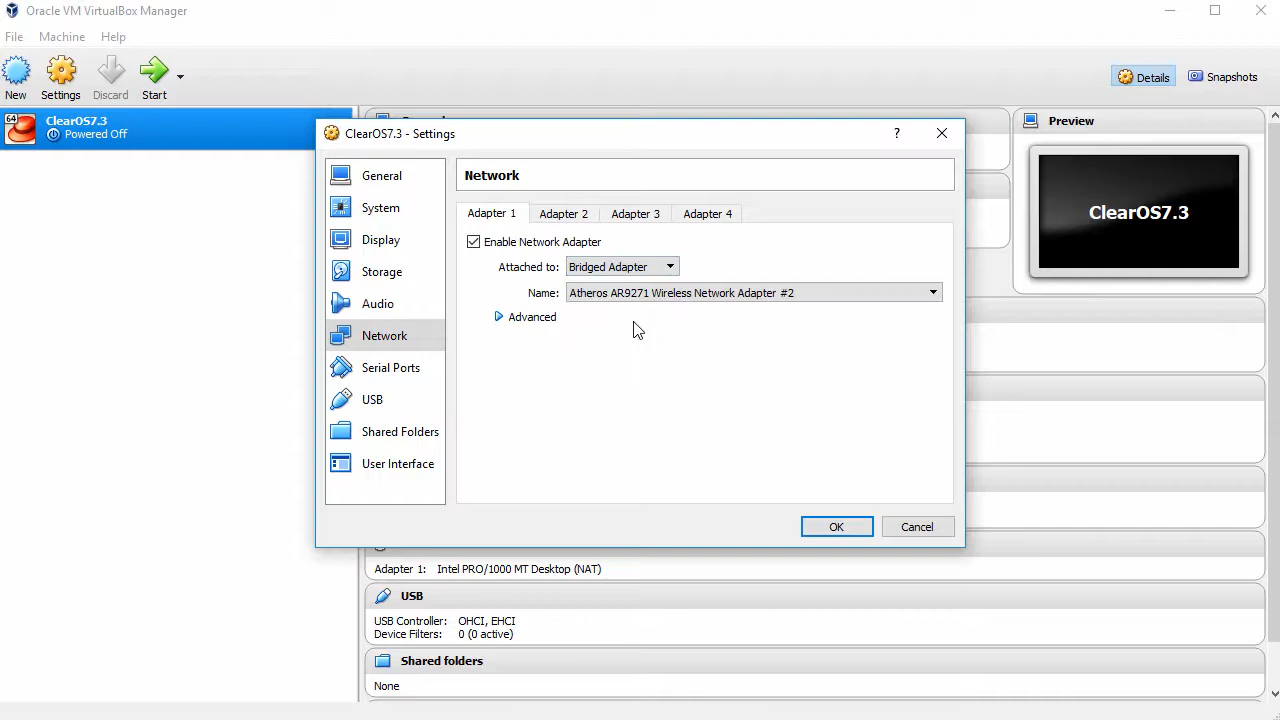 Oracle VM VirtualBox Manager
File Machine Help
New Settings Discard Start
Details Snapshots
64
ClearOS7.3
Powered Off
Preview
ClearOS7.3
ClearOS7.3 - Settings
?
General
System
Display
Storage
Audio
Network
Serial Ports
USB
Shared Folders
User Interface
Network
Adapter 1 Adapter 2 Adapter 3 Adapter 4
Enable Network Adapter
Attached to: Bridged Adapter
Name: Atheros AR9271 Wireless Network Adapter #2
Advanced
OK Cancel
Adapter 1: Intel PRO/1000 MT Desktop (NAT)
USB
USB Controller: OHCI, EHCI
Device Filters: 0 (0 active)
Shared folders
None